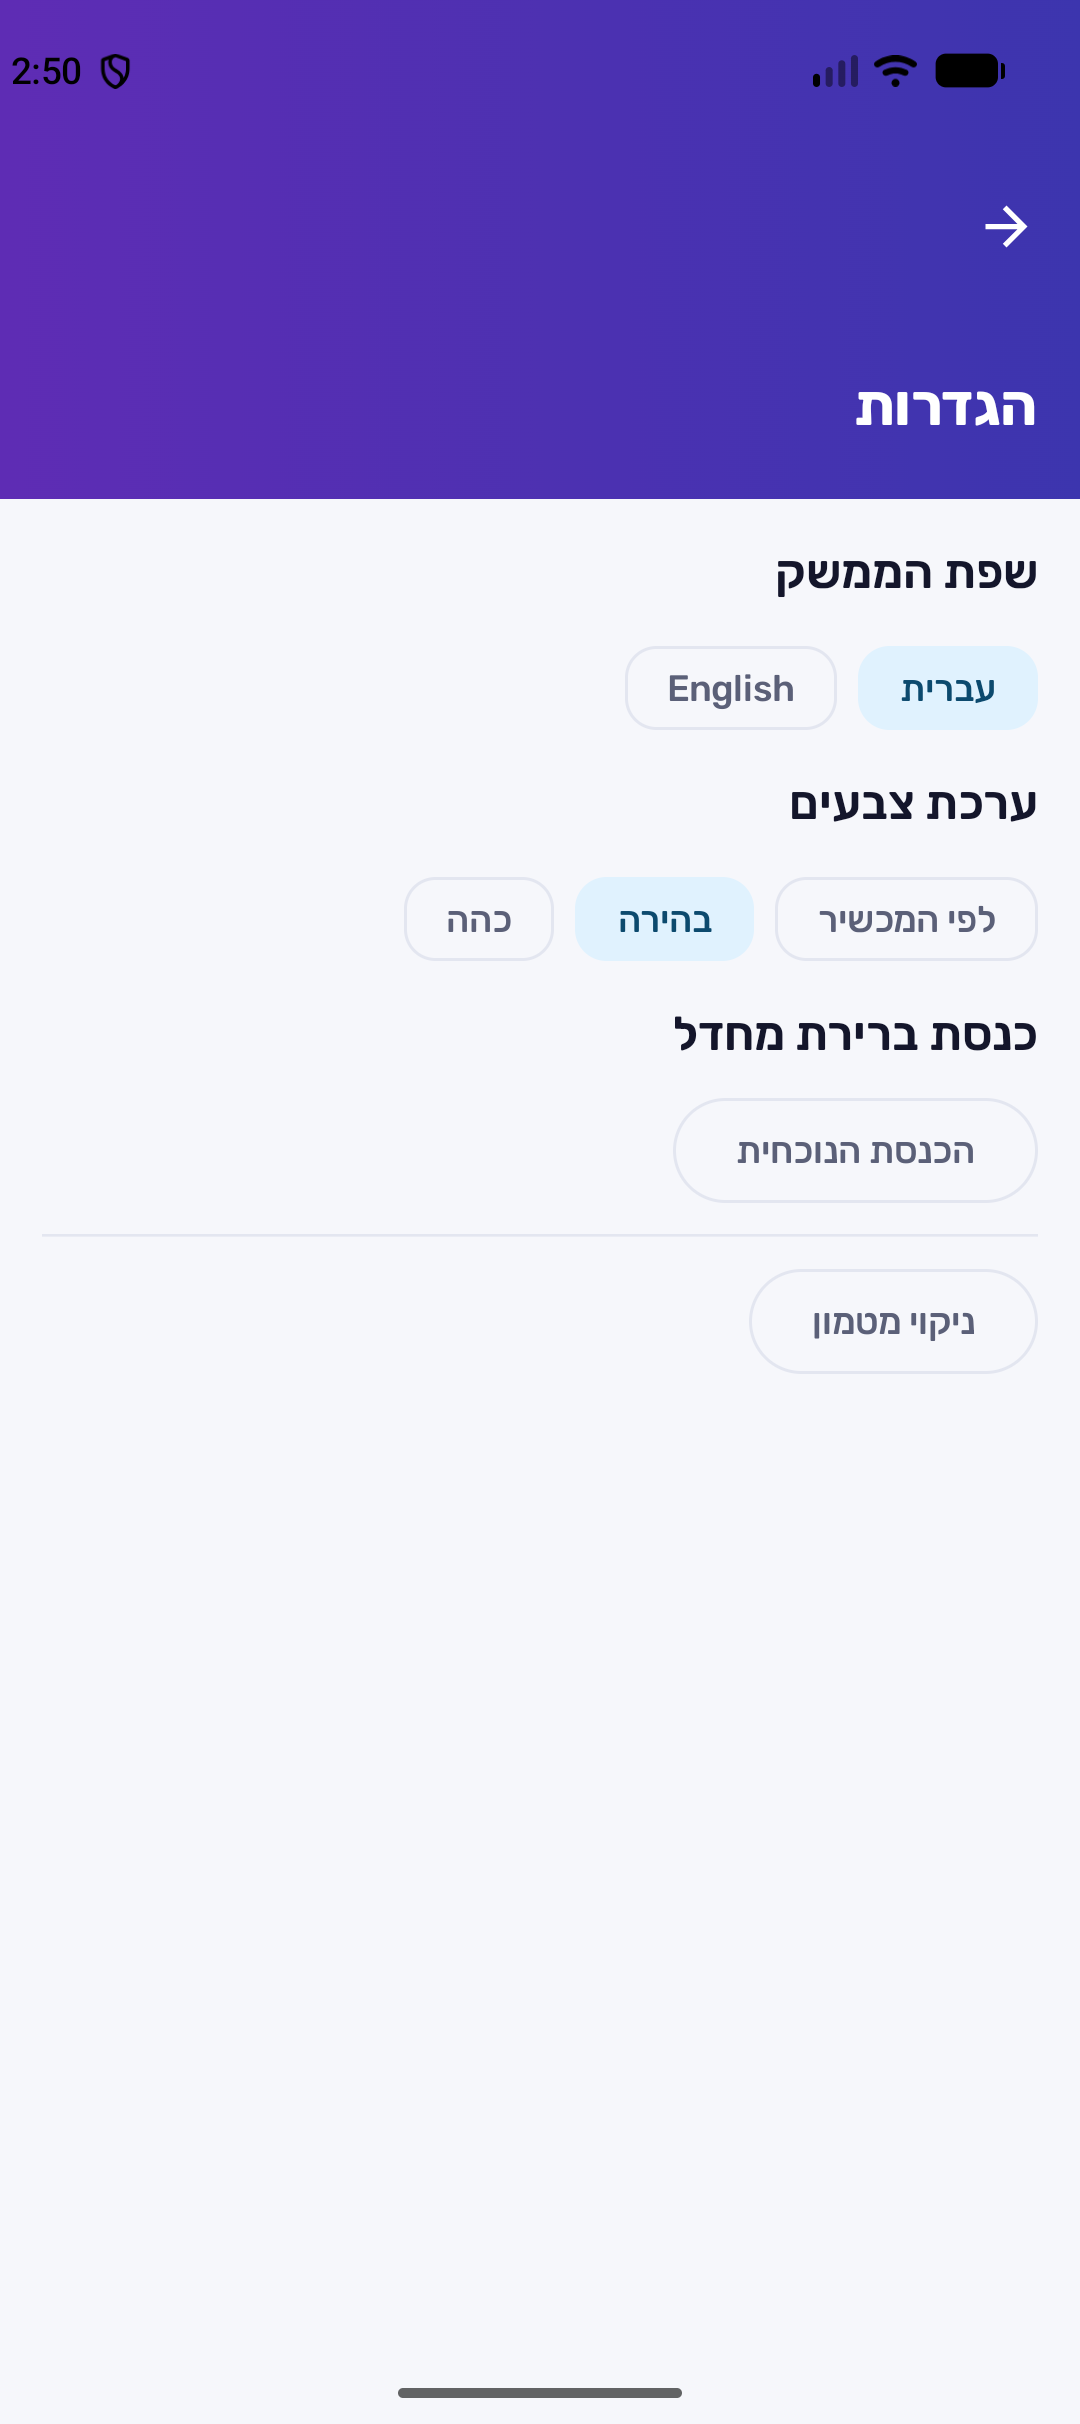 2:50
הגדרות
שפת הממשק
עברית English
ערכת צבעים
לפי המכשיר בהירה כהה
כנסת ברירת מחדל
הכנסת הנוכחית
ניקוי מטמון